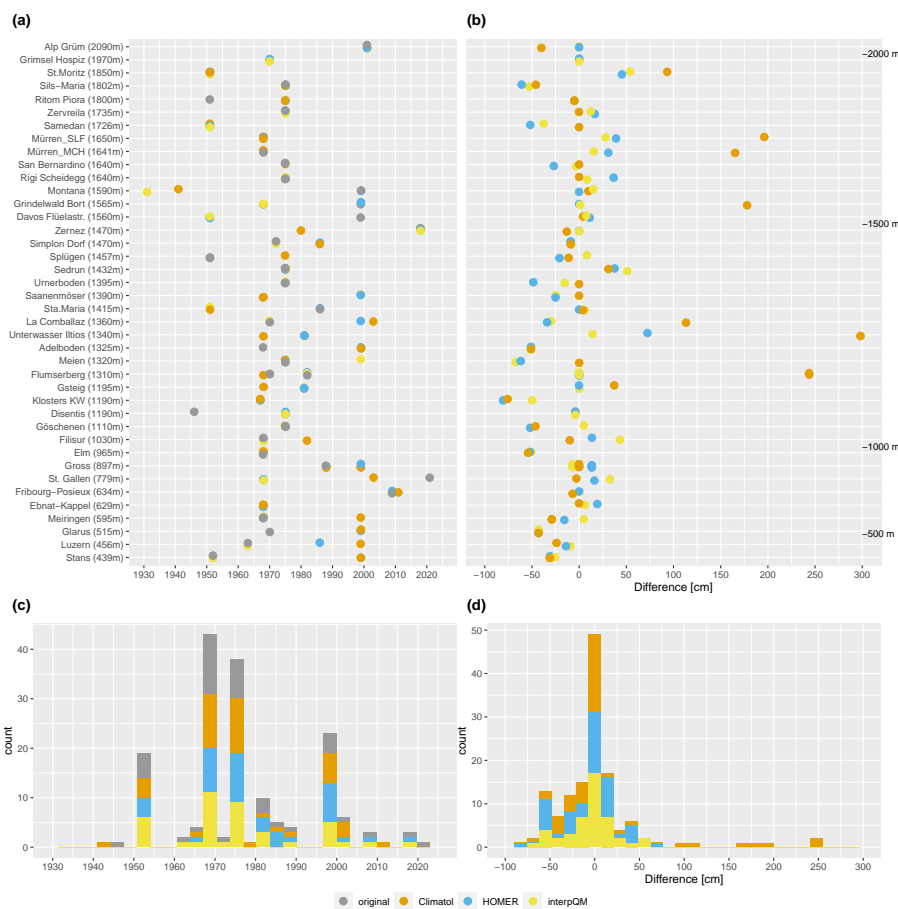 (a)
(b)
Alp Grüm (2090m)
Grimsel Hospiz (1970m)
St.Moritz (1850m)
Sils−Maria (1802m)
Ritom Piora (1800m)
Zervreila (1735m)
Samedan (1726m)
Mürren_SLF (1650m)
Mürren_MCH (1641m)
San Bernardino (1640m)
Rigi Scheidegg (1640m)
Montana (1590m)
Grindelwald Bort (1565m)
Davos Flüelastr. (1560m)
Zernez (1470m)
Simplon Dorf (1470m)
Splügen (1457m)
Sedrun (1432m)
Urnerboden (1395m)
Saanenmöser (1390m)
Sta.Maria (1415m)
La Comballaz (1360m)
Unterwasser Iltios (1340m)
Adelboden (1325m)
Meien (1320m)
Flumserberg (1310m)
Gsteig (1195m)
Klosters KW (1190m)
Disentis (1190m)
Göschenen (1110m)
Filisur (1030m)
Elm (965m)
Gross (897m)
St. Gallen (779m)
Fribourg−Posieux (634m)
Ebnat−Kappel (629m)
Meiringen (595m)
Glarus (515m)
Luzern (456m)
Stans (439m)
1930 1940 1950 1960 1970 1980 1990 2000 2010 2020
−2000 m
−1500 m
−1000 m
−500 m
−100 −50 0 50 100 150 200 250 300
Difference [cm]
(c)
(d)
count
40
30
20
10
0
1930 1940 1950 1960 1970 1980 1990 2000 2010 2020
count
50
40
30
20
10
0
−100 −50 0 50 100 150 200 250 300
Difference [cm]
original Climatol HOMER interpQM